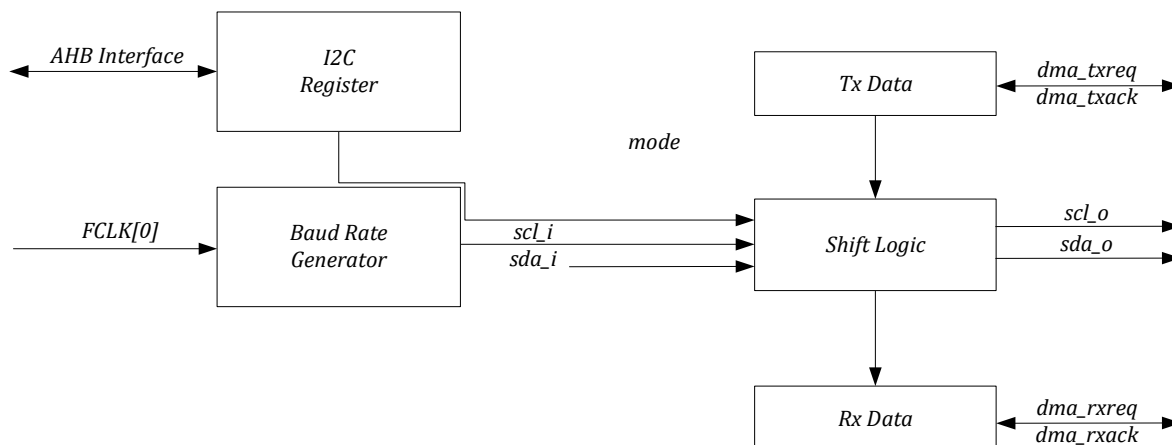 AHB Interface
I2C
Register
Tx Data
dma_txreq
dma_txack
mode
FCLK[0]
Baud Rate
Generator
scl_i
sda_i
Shift Logic
scl_o
sda_o
Rx Data
dma_rxreq
dma_rxack